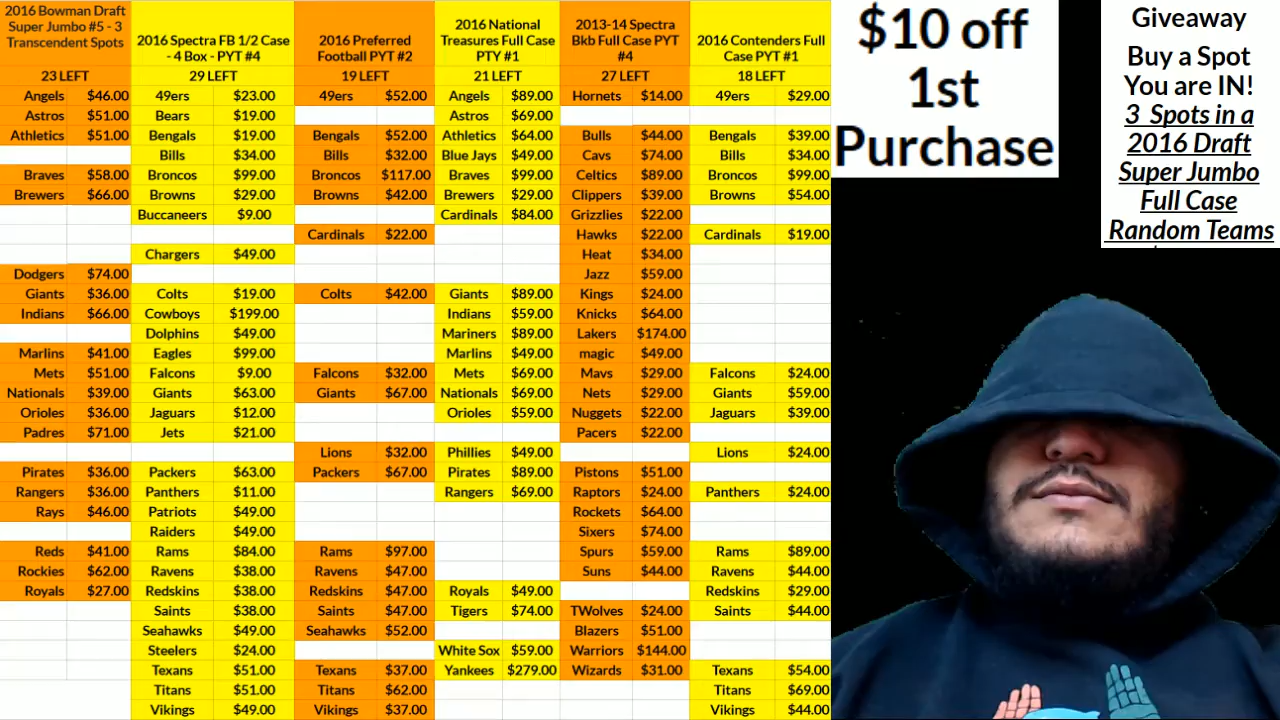 2016 Bowman Draft
Super Jumbo #5 - 3
Transcendent Spots
23 LEFT
Angels $46.00
Astros $51.00
Athletics $51.00
Braves $58.00
Brewers $66.00
Dodgers $74.00
Giants $36.00
Indians $66.00
Marlins $41.00
Mets $51.00
Nationals $39.00
Orioles $36.00
Padres $71.00
Pirates $36.00
Rangers $36.00
Rays $46.00
Reds $41.00
Rockies $62.00
Royals $27.00
2016 Spectra FB 1/2 Case
- 4 Box - PYT #4
29 LEFT
49ers $23.00
Bears $19.00
Bengals $19.00
Bills $34.00
Broncos $99.00
Browns $29.00
Buccaneers $9.00
Chargers $49.00
Colts $19.00
Cowboys $199.00
Dolphins $49.00
Eagles $99.00
Falcons $9.00
Giants $63.00
Jaguars $12.00
Jets $21.00
Packers $63.00
Panthers $11.00
Patriots $49.00
Raiders $49.00
Rams $84.00
Ravens $38.00
Redskins $38.00
Saints $38.00
Seahawks $49.00
Steelers $24.00
Texans $51.00
Titans $51.00
Vikings $49.00
2016 Preferred
Football PYT #2
19 LEFT
49ers $52.00
Bengals $52.00
Bills $32.00
Broncos $117.00
Browns $42.00
Cardinals $22.00
Colts $42.00
Falcons $32.00
Giants $67.00
Lions $32.00
Packers $67.00
Rams $97.00
Ravens $47.00
Redskins $47.00
Saints $47.00
Seahawks $52.00
Texans $37.00
Titans $62.00
Vikings $37.00
2016 National
Treasures Full Case
PTY #1
21 LEFT
Angels $89.00
Astros $69.00
Athletics $64.00
Blue Jays $49.00
Braves $99.00
Brewers $29.00
Cardinals $84.00
Giants $89.00
Indians $59.00
Mariners $89.00
Marlins $49.00
Mets $69.00
Nationals $69.00
Orioles $59.00
Phillies $49.00
Pirates $89.00
Rangers $69.00
Royals $49.00
Tigers $74.00
White Sox $59.00
Yankees $279.00
2013-14 Spectra
Bkb Full Case PYT
#4
27 LEFT
Hornets $14.00
Bulls $44.00
Cavs $74.00
Celtics $89.00
Clippers $39.00
Grizzlies $22.00
Hawks $22.00
Heat $34.00
Jazz $59.00
Kings $24.00
Knicks $64.00
Lakers $174.00
magic $49.00
Mavs $29.00
Nets $29.00
Nuggets $22.00
Pacers $22.00
Pistons $51.00
Raptors $24.00
Rockets $64.00
Sixers $74.00
Spurs $59.00
Suns $44.00
TWolves $24.00
Blazers $51.00
Warriors $144.00
Wizards $31.00
2016 Contenders Full
Case PYT #1
18 LEFT
49ers $29.00
Bengals $39.00
Bills $34.00
Broncos $99.00
Browns $54.00
Cardinals $19.00
Falcons $24.00
Giants $59.00
Jaguars $39.00
Lions $24.00
Panthers $24.00
Rams $89.00
Ravens $44.00
Redskins $29.00
Saints $44.00
Texans $54.00
Titans $69.00
Vikings $44.00
$10 off
1st
Purchase
Giveaway
Buy a Spot
You are IN!
3 Spots in a
2016 Draft
Super Jumbo
Full Case
Random Teams